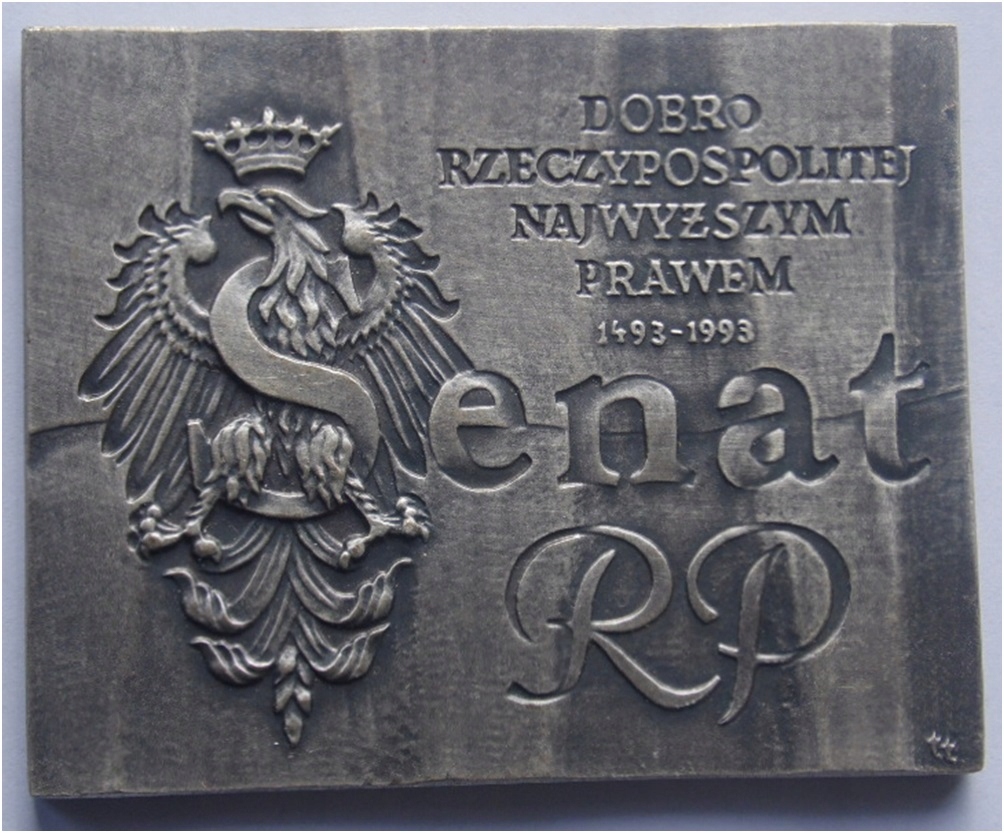 DOBRO
RZECZYPOSPOLITEJ
NAJWYŻSZYM
PRAWEM
1493-1993
Senat
RP